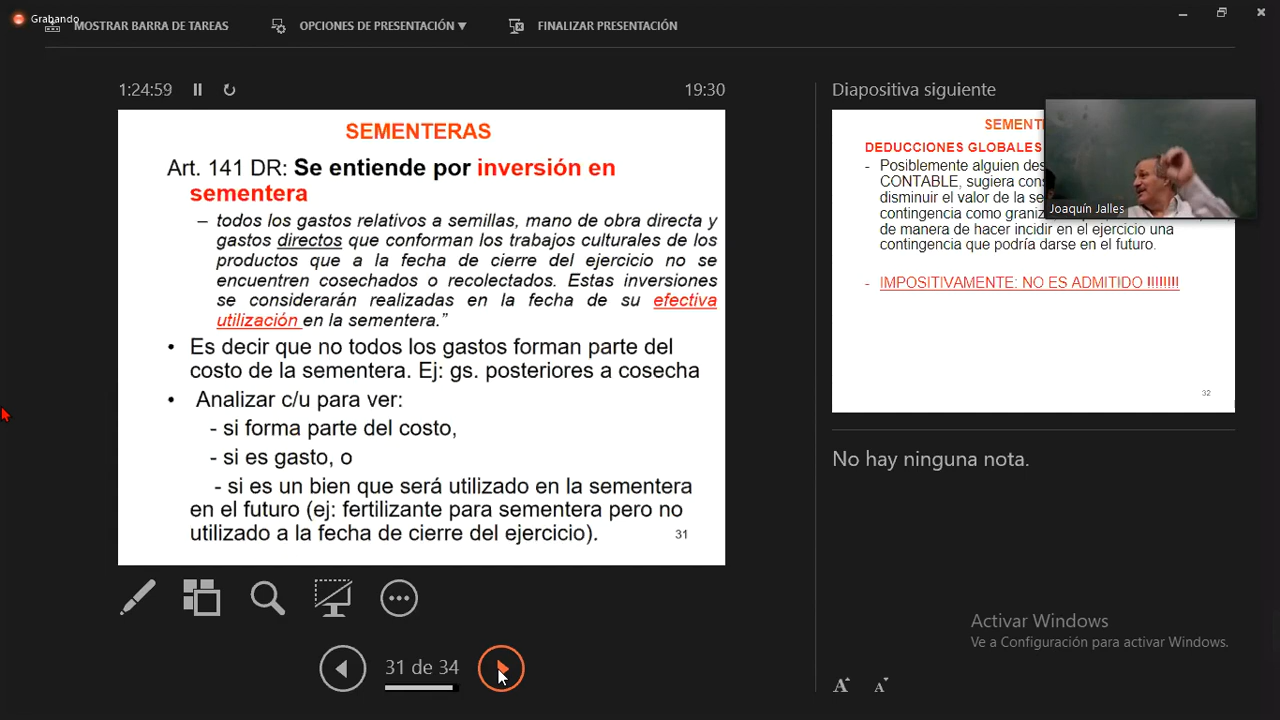 Grabando
MOSTRAR BARRA DE TAREAS
OPCIONES DE PRESENTACIÓN ▼
FINALIZAR PRESENTACIÓN
1:24:59
19:30
SEMENTERAS
Art. 141 DR: Se entiende por inversión en
sementera
– todos los gastos relativos a semillas, mano de obra directa y
gastos directos que conforman los trabajos culturales de los
productos que a la fecha de cierre del ejercicio no se
encuentren cosechados o recolectados. Estas inversiones
se considerarán realizadas en la fecha de su efectiva
utilización en la sementera.”
• Es decir que no todos los gastos forman parte del
costo de la sementera. Ej: gs. posteriores a cosecha
• Analizar c/u para ver:
- si forma parte del costo,
- si es gasto, o
- si es un bien que será utilizado en la sementera
en el futuro (ej: fertilizante para sementera pero no
utilizado a la fecha de cierre del ejercicio).
31
31 de 34
Diapositiva siguiente
SEMENT
DEDUCCIONES GLOBALES
- Posiblemente alguien des
CONTABLE, sugiera cons
disminuir el valor de la se
contingencia como graniz
de manera de hacer incidir en el ejercicio una
contingencia que podría darse en el futuro.
- IMPOSITIVAMENTE: NO ES ADMITIDO !!!!!!!!
32
Joaquín Jalles
No hay ninguna nota.
Activar Windows
Ve a Configuración para activar Windows.
A A